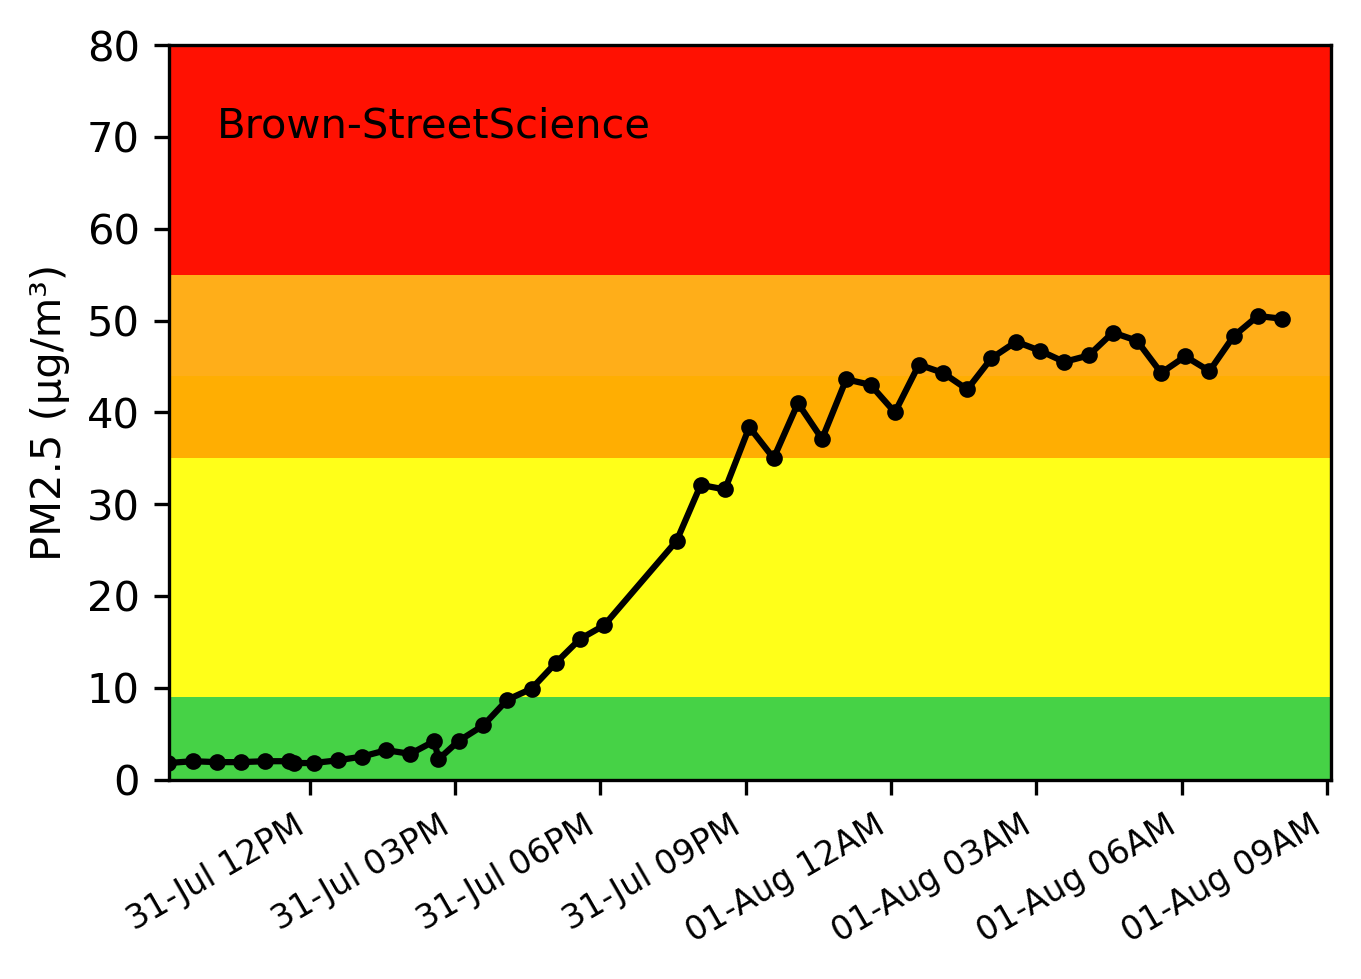 80
Brown-StreetScience
70
60
50
40
30
20
10
0
PM2.5 (μg/m³)
31-Jul 12PM
31-Jul 03PM
31-Jul 06PM
31-Jul 09PM
01-Aug 12AM
01-Aug 03AM
01-Aug 06AM
01-Aug 09AM